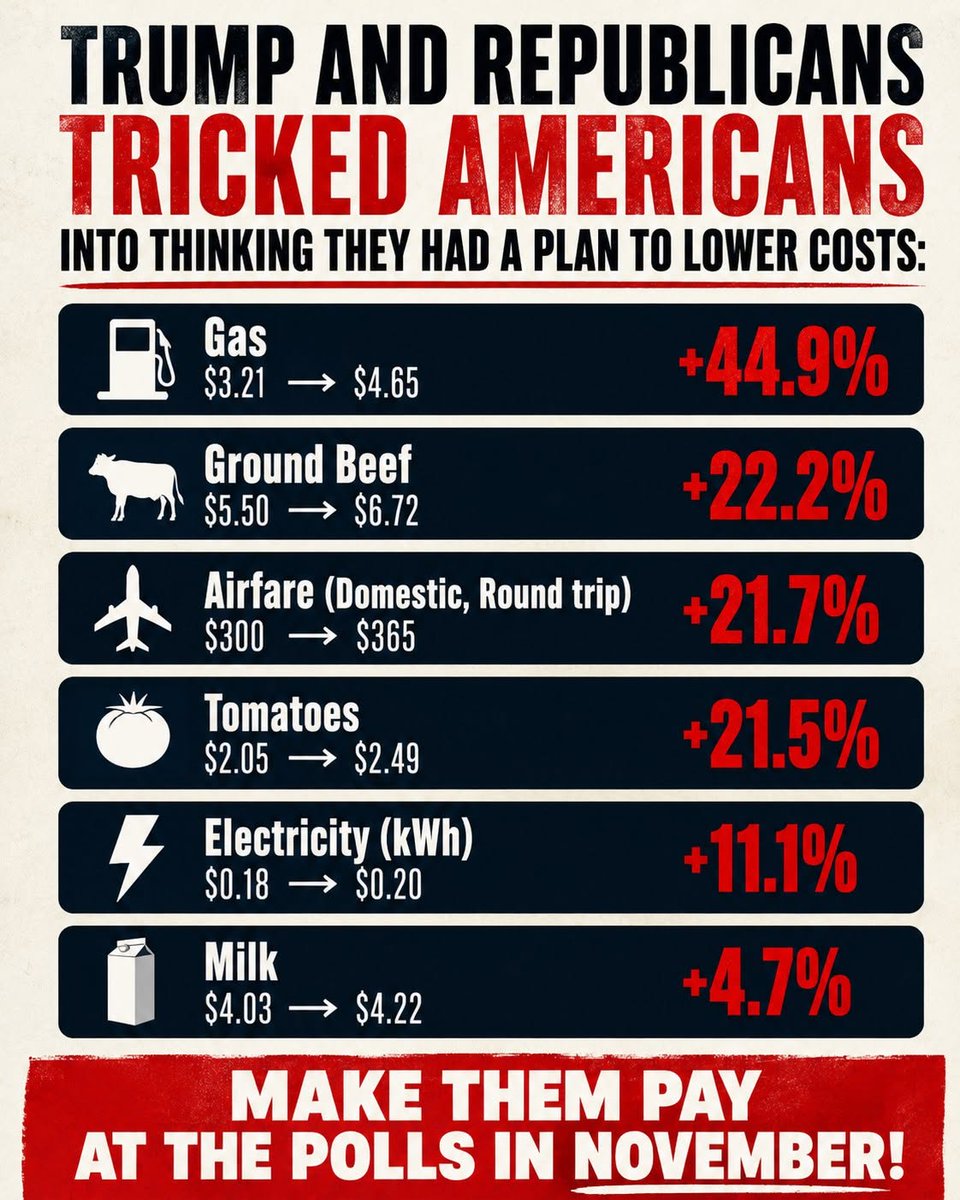 TRUMP AND REPUBLICANS
TRICKED AMERICANS
INTO THINKING THEY HAD A PLAN TO LOWER COSTS:
Gas
$3.21 → $4.65
+44.9%
Ground Beef
$5.50 → $6.72
+22.2%
Airfare (Domestic, Round trip)
$300 → $365
+21.7%
Tomatoes
$2.05 → $2.49
+21.5%
Electricity (kWh)
$0.18 → $0.20
+11.1%
Milk
$4.03 → $4.22
+4.7%
MAKE THEM PAY
AT THE POLLS IN NOVEMBER!